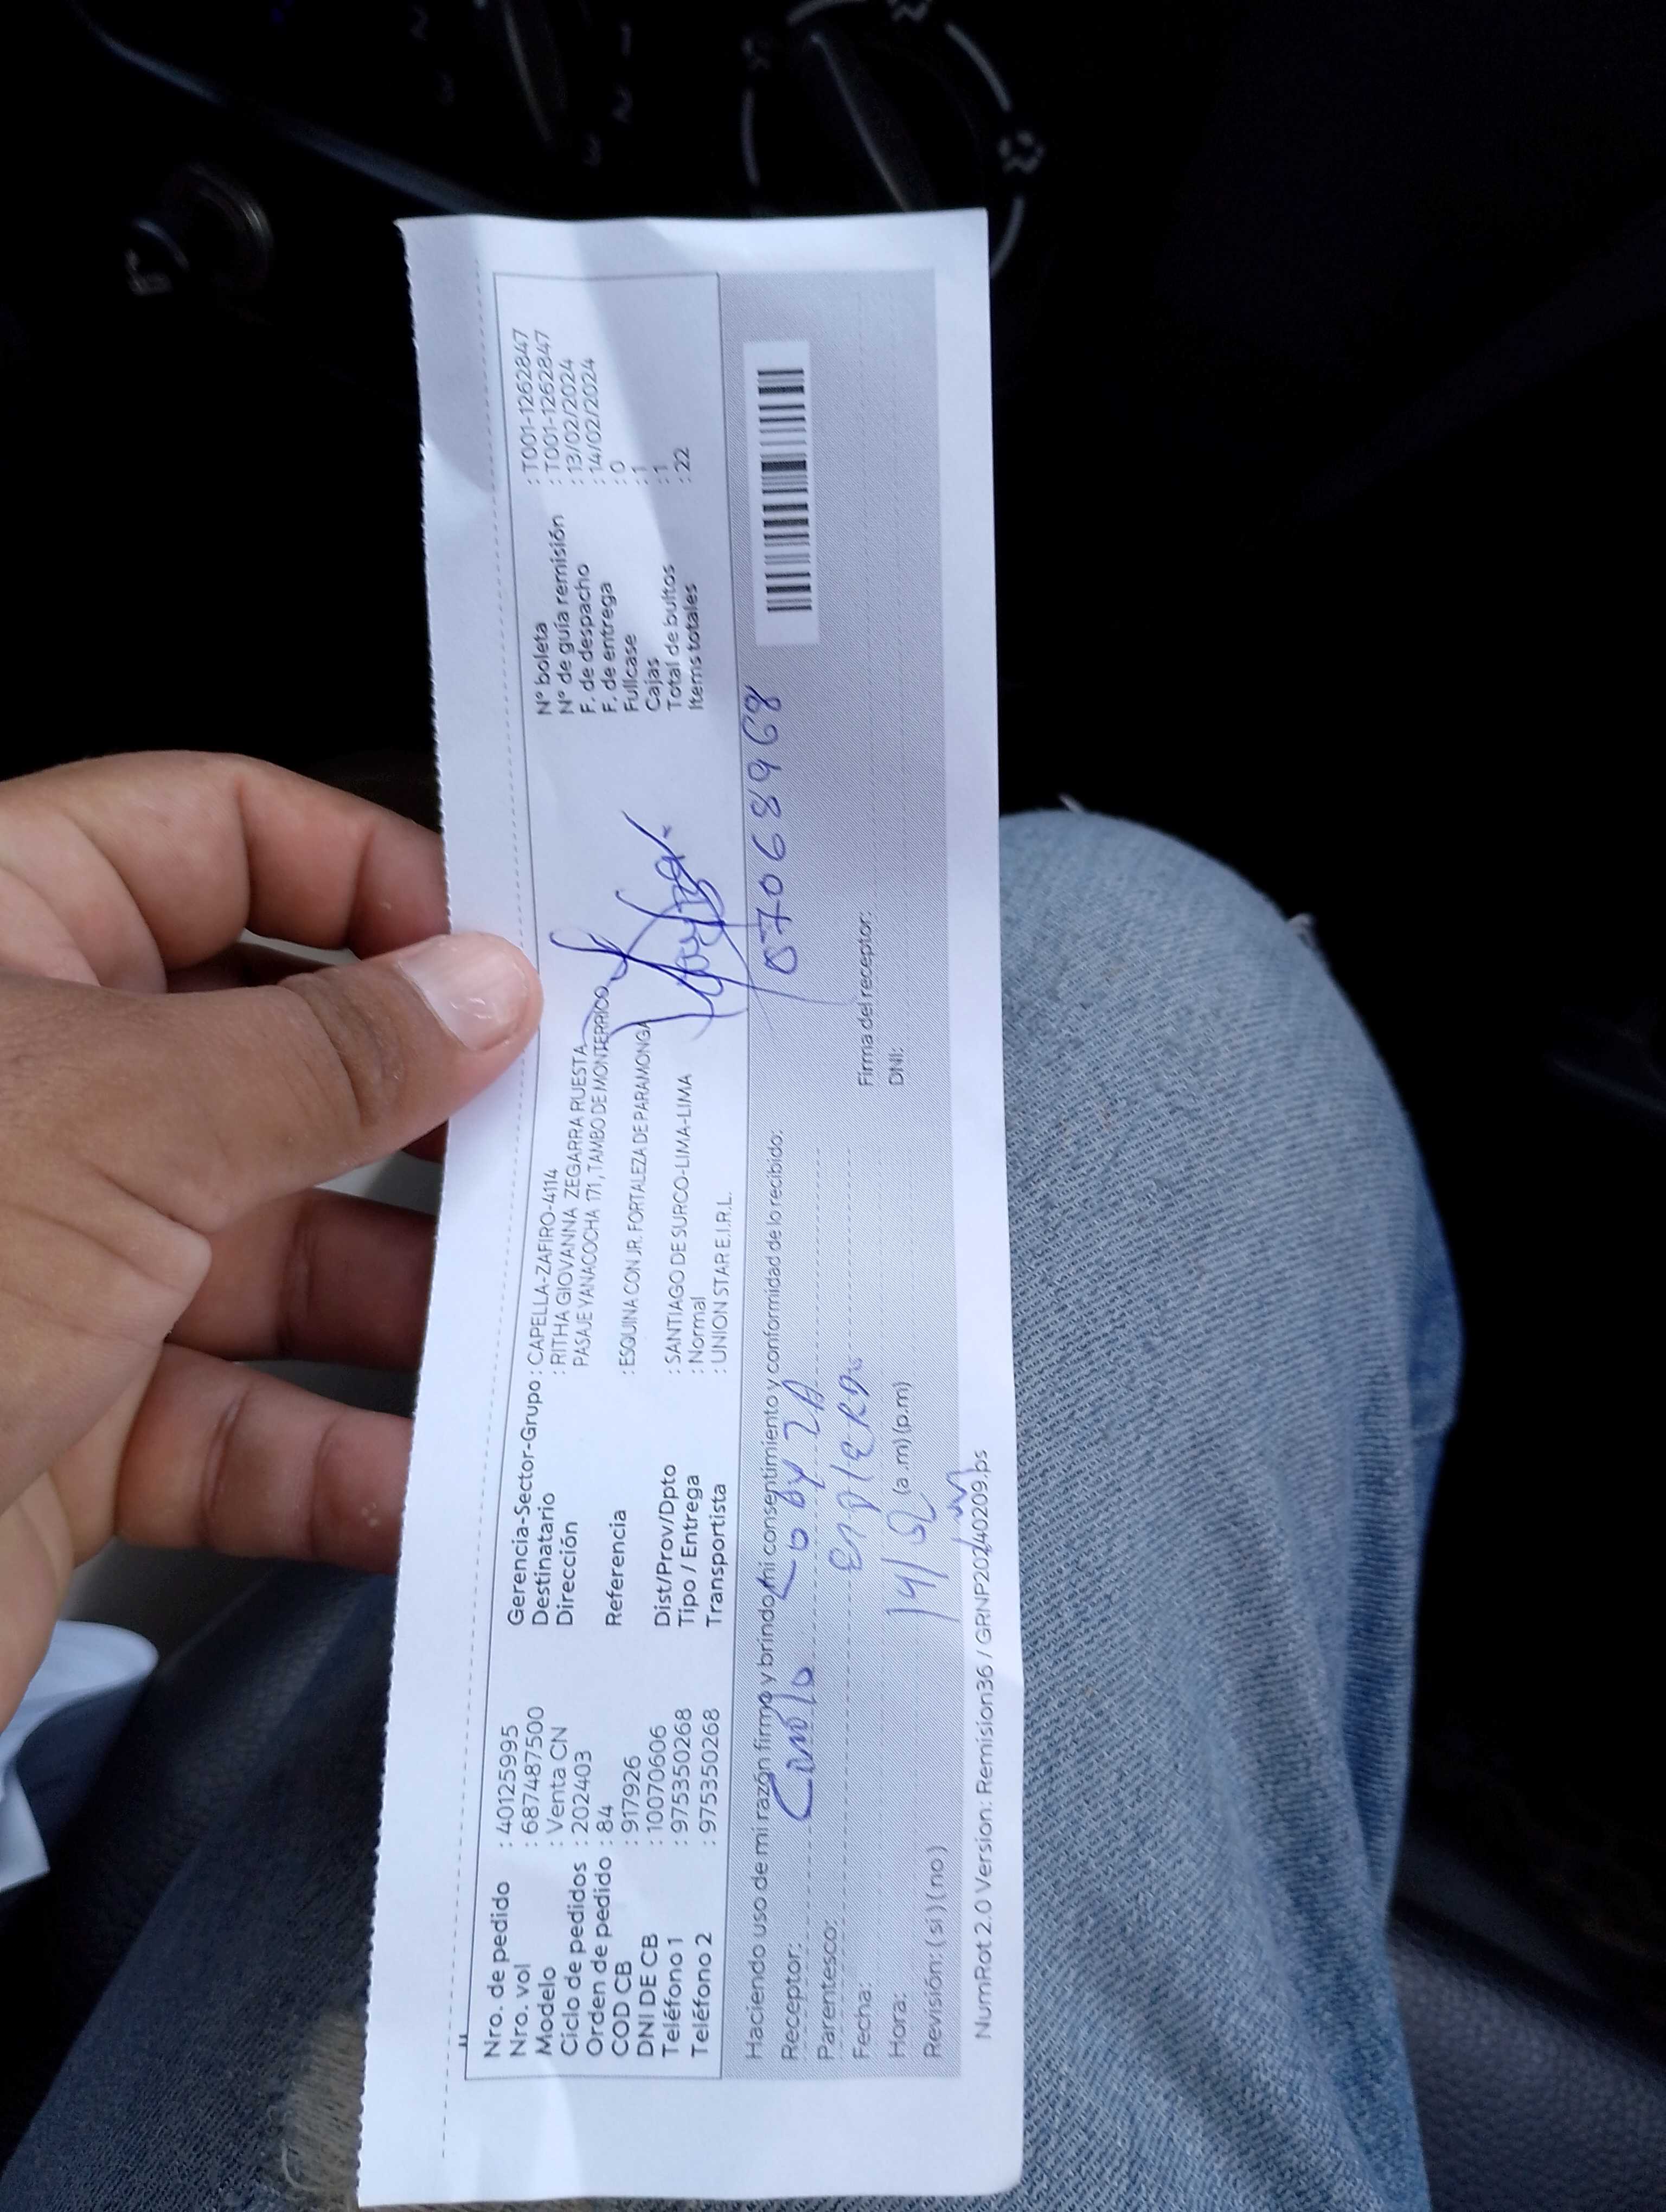 Nro. de pedido : 40125995
Nro. vol : 687487500
Modelo : Venta CN
Ciclo de pedidos : 202403
Orden de pedido : 84
COD CB : 917926
DNI DE CB : 10070606
Teléfono 1 : 975350268
Teléfono 2 : 975350268
Gerencia-Sector-Grupo : CAPELLA-ZAFIRO-4114
Destinatario : RITHA GIOVANNA ZEGARRA RUESTA
Dirección PASAJE YANACOCHA 171, TAMBO DE MONTERRICO
Referencia : ESQUINA CON JR. FORTALEZA DE PARAMONGA
Dist/Prov/Dpto : SANTIAGO DE SURCO-LIMA-LIMA
Tipo / Entrega : Normal
Transportista : UNION STAR E.I.R.L.
N° boleta : T001-1262847
N° de guía remisión : T001-1262847
F. de despacho : 13/02/2024
F. de entrega : 14/02/2024
Fullcase : 0
Cajas : 1
Total de bultos : 1
Items totales : 22
Haciendo uso de mi razón firmo y brindo mi consentimiento y conformidad de lo recibido:
Receptor:
Parentesco:
Fecha: 14/02
Hora: (a.m) (p.m)
Revisión: ( sí ) ( no )
07068968
Firma del receptor:
DNI:
NumRot 2.0 Version: Remision36 / GRNP20240209.bs